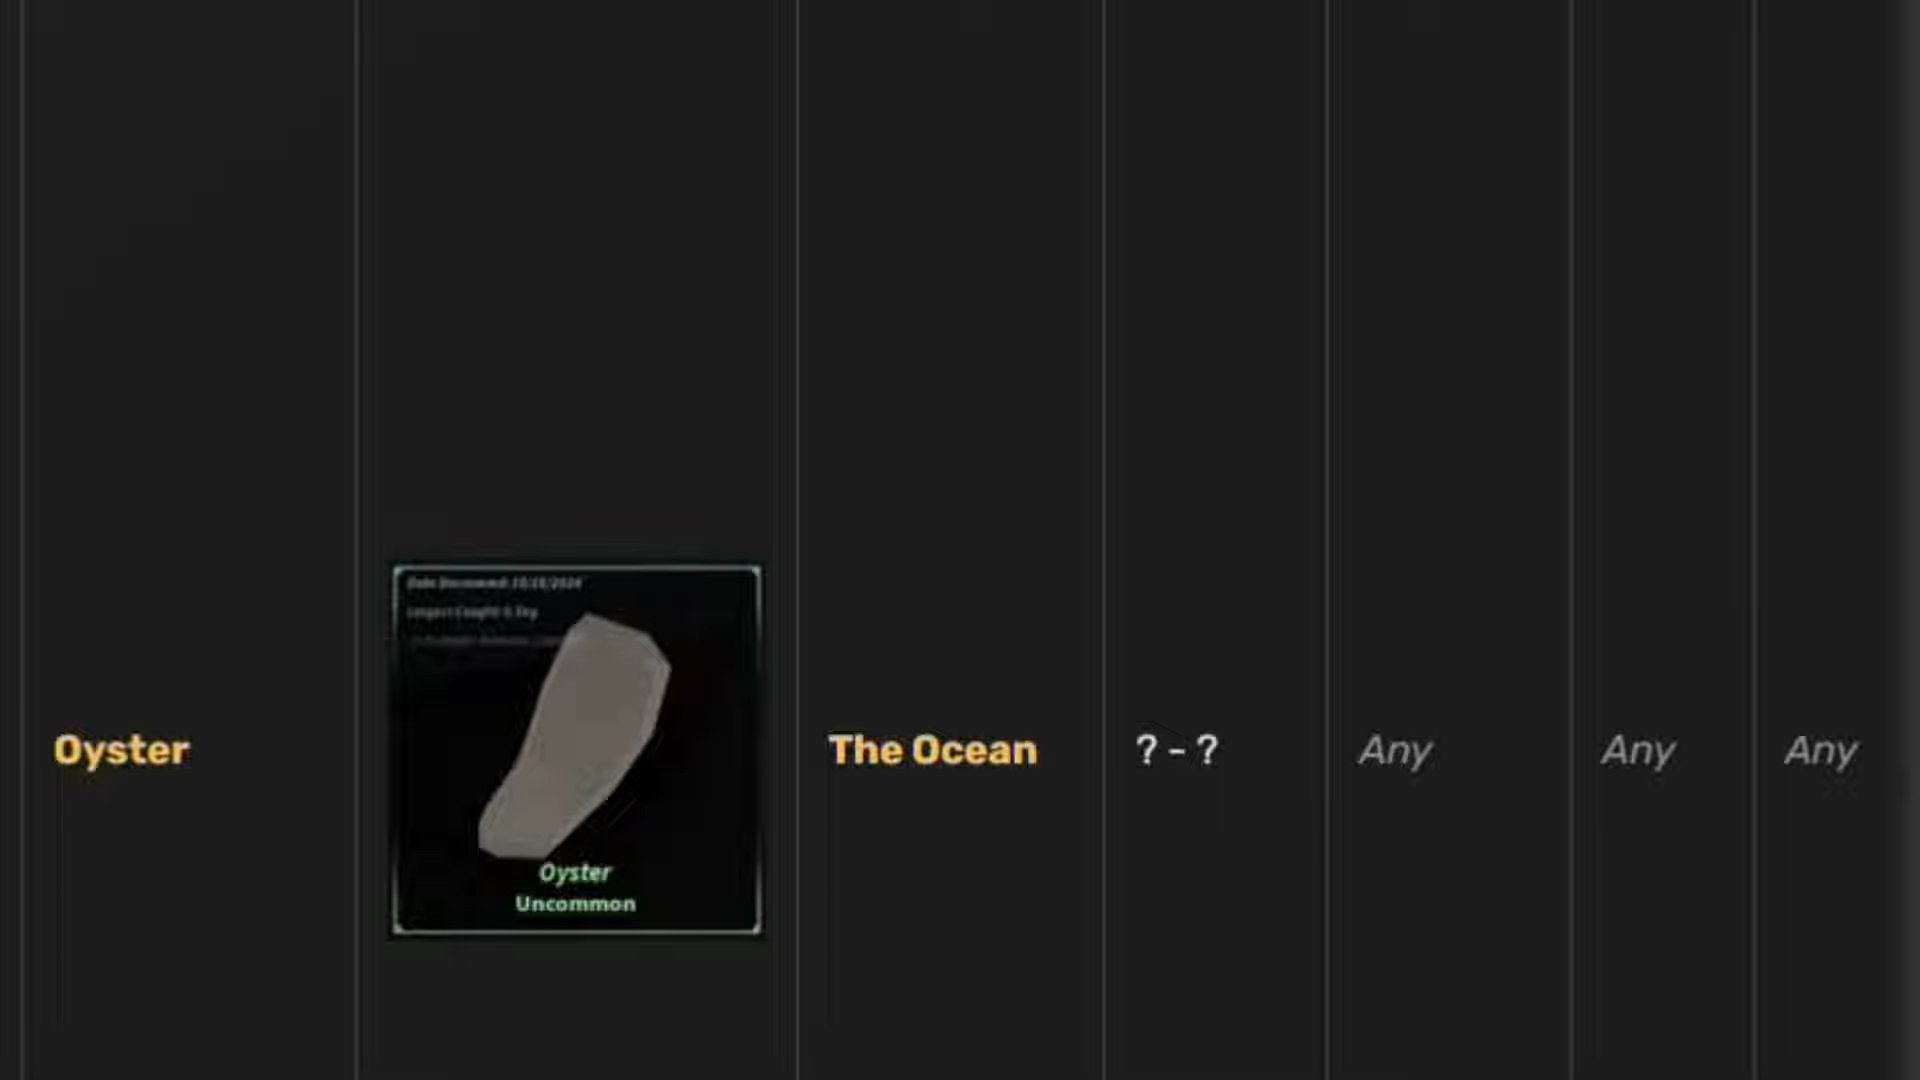 Oyster
Oyster
Uncommon
The Ocean
? - ?
Any
Any
Any